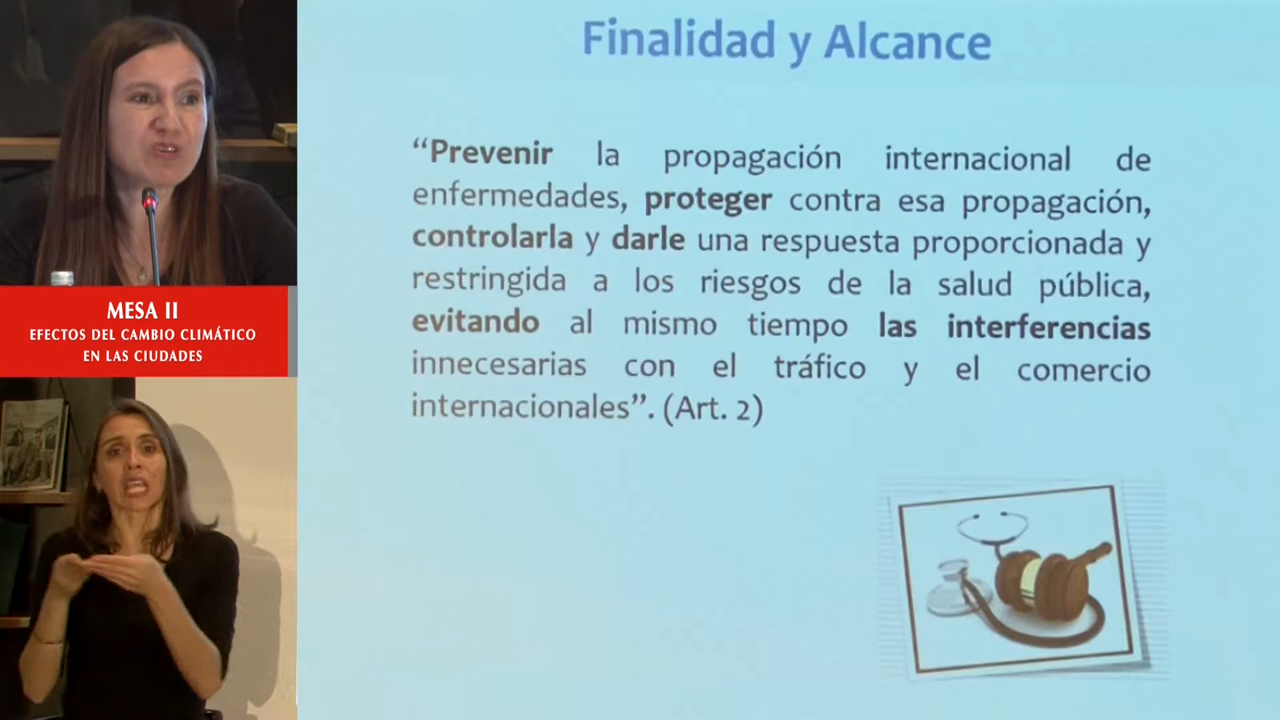 MESA II
EFECTOS DEL CAMBIO CLIMÁTICO
EN LAS CIUDADES
Finalidad y Alcance
“Prevenir la propagación internacional de
enfermedades, proteger contra esa propagación,
controlarla y darle una respuesta proporcionada y
restringida a los riesgos de la salud pública,
evitando al mismo tiempo las interferencias
innecesarias con el tráfico y el comercio
internacionales”. (Art. 2)